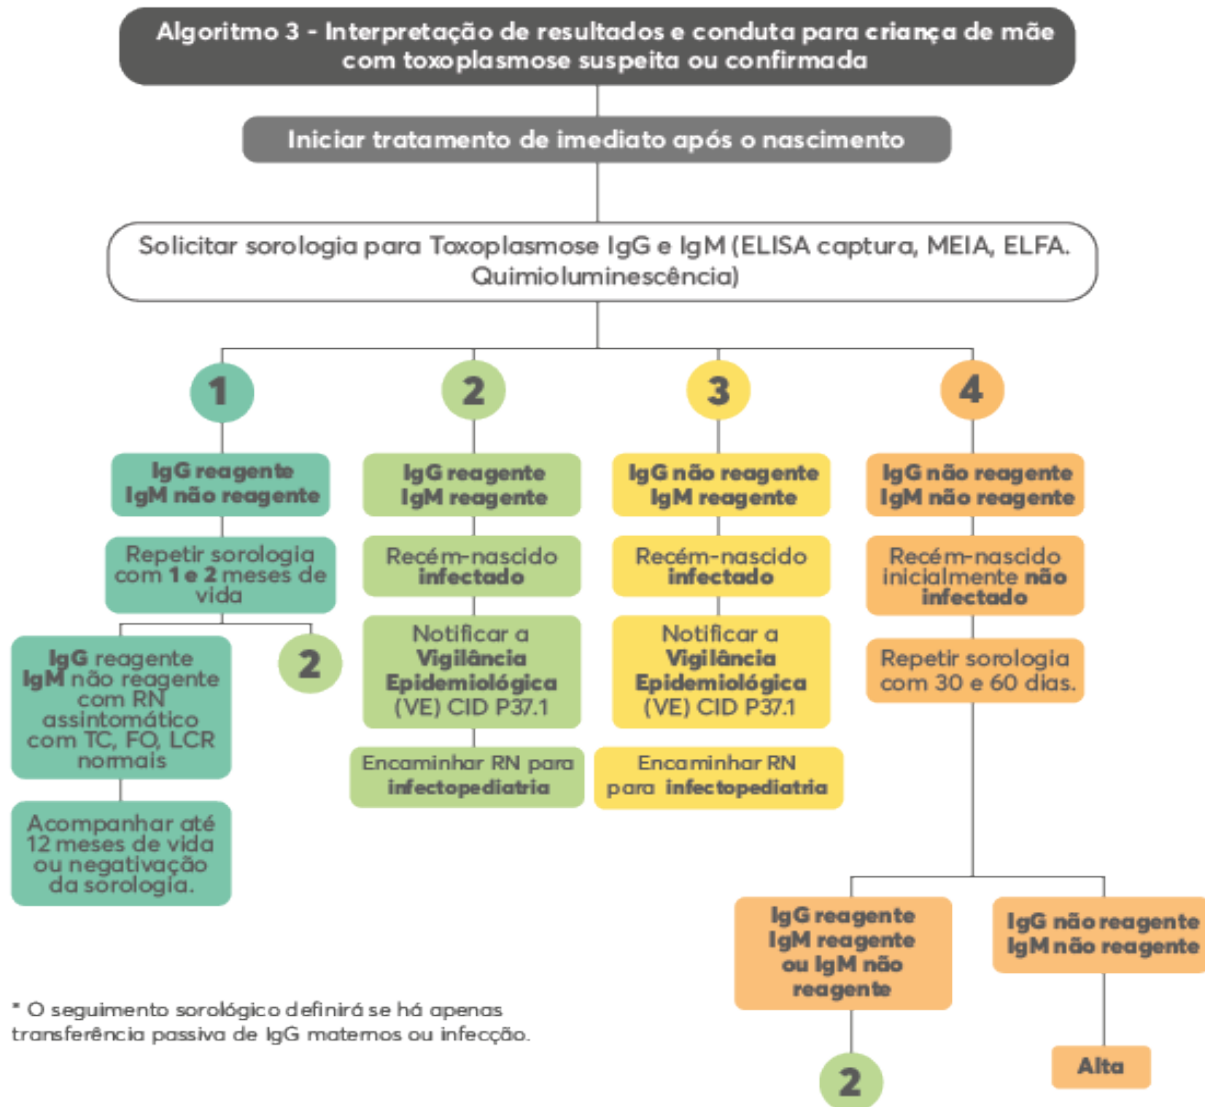 Algoritmo 3 - Interpretação de resultados e conduta para criança de mãe
com toxoplasmose suspeita ou confirmada
Iniciar tratamento de imediato após o nascimento
Solicitar sorologia para Toxoplasmose IgG e IgM (ELISA captura, MEIA, ELFA.
Quimioluminescência)
1
IgG reagente
IgM não reagente
Repetir sorologia
com 1 e 2 meses de
vida
IgG reagente
IgM não reagente
com RN
assintomático
com TC, FO, LCR
normais
2
Acompanhar até
12 meses de vida
ou negativação
da sorologia.
2
IgG reagente
IgM reagente
Recém-nascido
infectado
Notificar a
Vigilância
Epidemiológica
(VE) CID P37.1
Encaminhar RN para
infectopediatria
3
IgG não reagente
IgM reagente
Recém-nascido
infectado
Notificar a
Vigilância
Epidemiológica
(VE) CID P37.1
Encaminhar RN
para infectopediatria
4
IgG não reagente
IgM não reagente
Recém-nascido
inicialmente não
infectado
Repetir sorologia
com 30 e 60 dias.
IgG reagente
IgM reagente
ou IgM não
reagente
2
IgG não reagente
IgM não reagente
Alta
* O seguimento sorológico definirá se há apenas
transferência passiva de IgG maternos ou infecção.